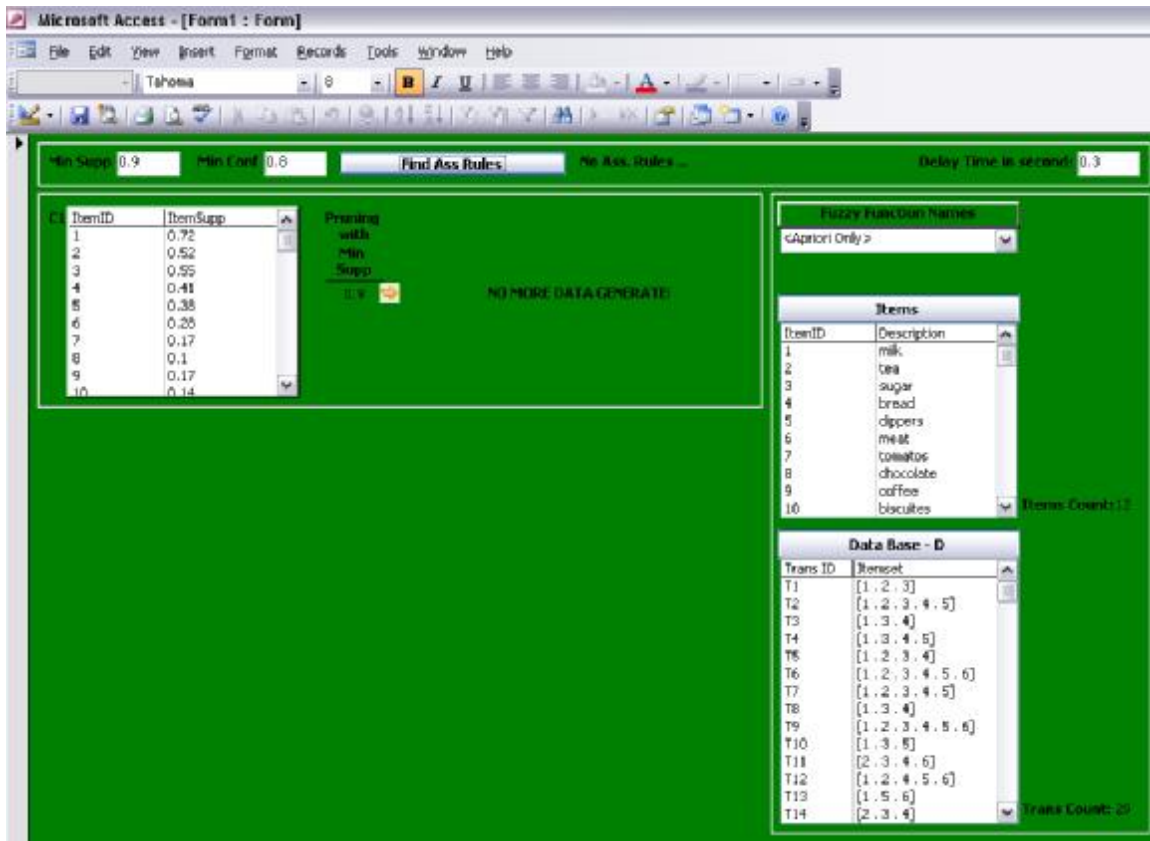 Microsoft Access - [Form1 : Form]
File Edit View Insert Format Records Tools Window Help
Tahoma 8 B I U A
Min Supp 0.9 Min Conf 0.8 Find Ass Rules No Ass. Rules ... Delay Time in second: 0.3
ItemID ItemSupp
1 0.72
2 0.52
3 0.55
4 0.41
5 0.38
6 0.28
7 0.17
8 0.1
9 0.17
10 0.14
Pruning
with
Min
Supp
0.9
NO MORE DATA GENERATE
Fuzzy Function Names
<Apriori Only>
Items
ItemID Description
1 milk
2 tea
3 sugar
4 bread
5 dippers
6 meat
7 tomatos
8 chocolate
9 coffee
10 biscuites
Items Count:
Data Base - D
Trans ID Itemset
T1 [1 . 2 . 3]
T2 [1 . 2 . 3 . 4 . 5]
T3 [1 . 3 . 4]
T4 [1 . 3 . 4 . 5]
T5 [1 . 2 . 3 . 4]
T6 [1 . 2 . 3 . 4 . 5 . 6]
T7 [1 . 2 . 3 . 4 . 5]
T8 [1 . 3 . 4]
T9 [1 . 2 . 3 . 4 . 5 . 6]
T10 [1 . 3 . 5]
T11 [2 . 3 . 4 . 6]
T12 [1 . 2 . 4 . 5 . 6]
T13 [1 . 5 . 6]
T14 [2 . 3 . 4]
Trans Count: 29